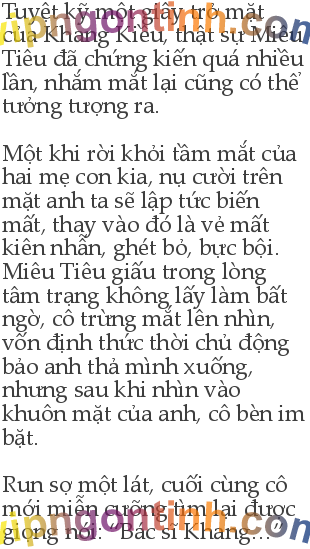 Tuyệt kỹ một giây trở mặt
của Khang Kiều, thật sự Miêu
Tiêu đã chứng kiến quá nhiều
lần, nhắm mắt lại cũng có thể
tưởng tượng ra.
Một khi rời khỏi tầm mắt của
hai mẹ con kia, nụ cười trên
mặt anh ta sẽ lập tức biến
mất, thay vào đó là vẻ mất
kiên nhẫn, ghét bỏ, bực bội.
Miêu Tiêu giấu trong lòng
tâm trạng không lấy làm bất
ngờ, cô trừng mắt lên nhìn,
vốn định thức thời chủ động
bảo anh thả mình xuống,
nhưng sau khi nhìn vào
khuôn mặt của anh, cô bèn im
bặt.
Run sợ một lát, cuối cùng cô
mới miễn cưỡng tìm lại được
giọng nói: "Bác sĩ Khang..."
vipngontinh.com
vipngontinh.com